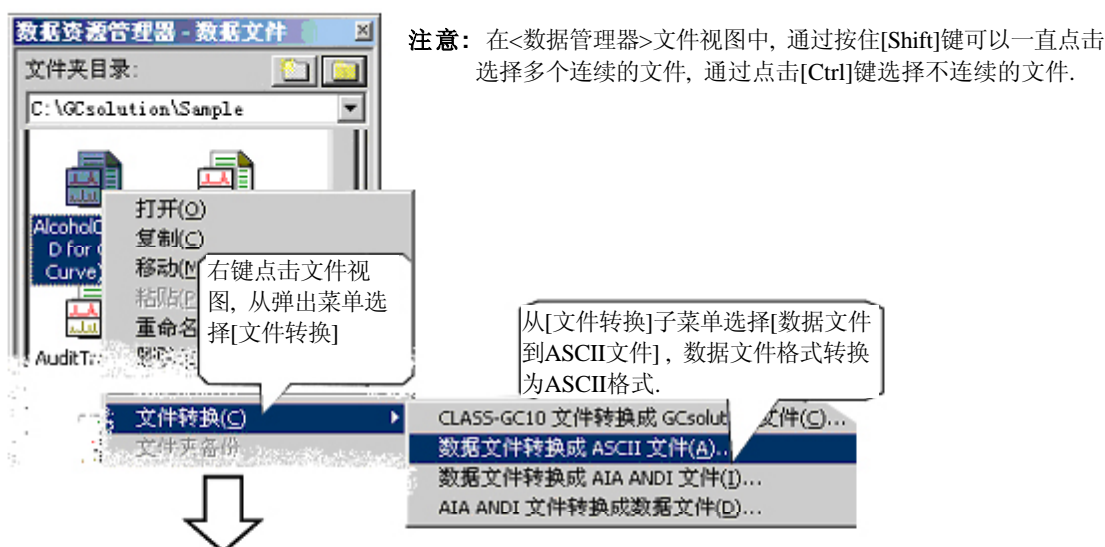 数据资源管理器 - 数据文件
注意: 在<数据管理器>文件视图中, 通过按住[Shift]键可以一直点击
选择多个连续的文件, 通过点击[Ctrl]键选择不连续的文件.
文件夹目录:
C:\GCsolution\Sample
打开(O)
复制(C)
移动(M
粘贴(P
重命名
删除
D for
Curve)
右键点击文件视
图, 从弹出菜单选
择[文件转换]
从[文件转换]子菜单选择[数据文件
到ASCII文件] , 数据文件格式转换
为ASCII格式.
文件转换(C)
文件夹备份
CLASS-GC10 文件转换成 GCsolut 文件(C)...
数据文件转换成 ASCII 文件(A)...
数据文件转换成 AIA ANDI 文件(I)...
AIA ANDI 文件转换成数据文件(D)...